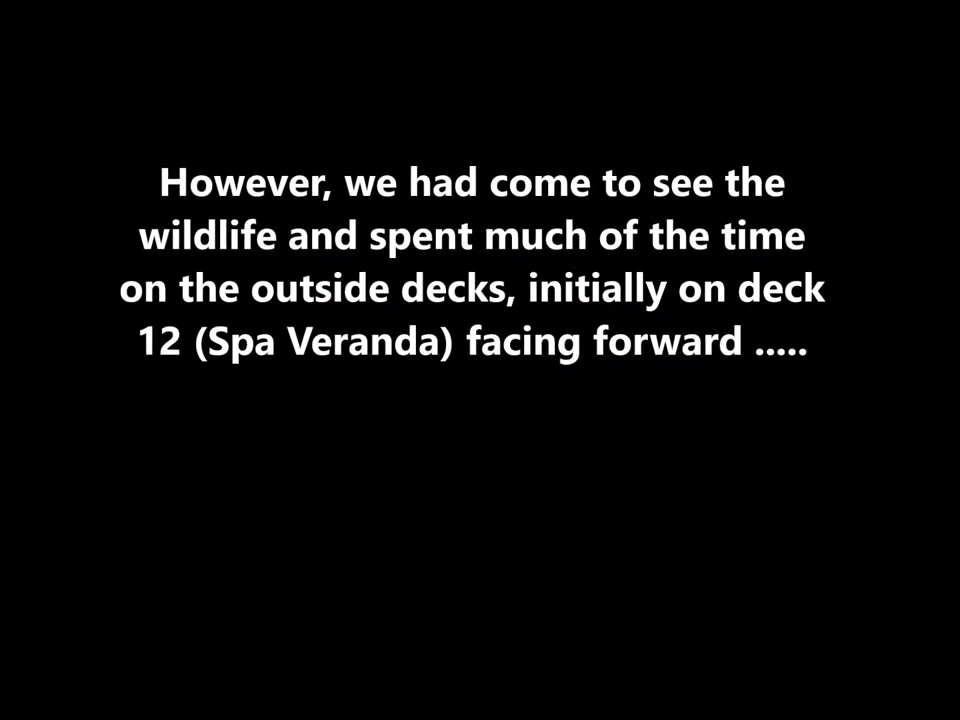 However, we had come to see the
wildlife and spent much of the time
on the outside decks, initially on deck
12 (Spa Veranda) facing forward .....